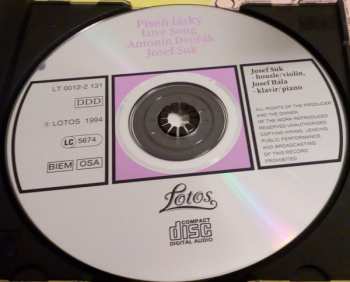 Píseň lásky
Love Song
Antonín Dvořák
Josef Suk
LT 0012-2 131
DDD
℗ LOTOS 1994
LC 5674
BIEM OSA
Josef Suk
- housle/violin,
Josef Hála
- klavír/piano
ALL RIGHTS OF THE PRODUCER
AND THE OWNER
OF THE WORK REPRODUCED
RESERVED UNAUTHORISED
COPYING HIRING, LENDING
PUBLIC PERFORMANCE
AND BROADCASTING
OF THIS RECORD
PROHIBITED
Lotos
COMPACT
disc
DIGITAL AUDIO